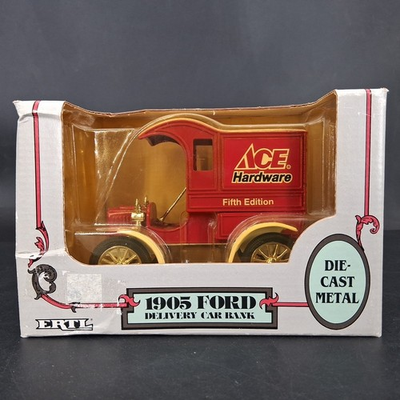 ACE
Hardware
Fifth Edition
1905 FORD
DELIVERY CAR BANK
ERTL
DIE-
CAST
METAL